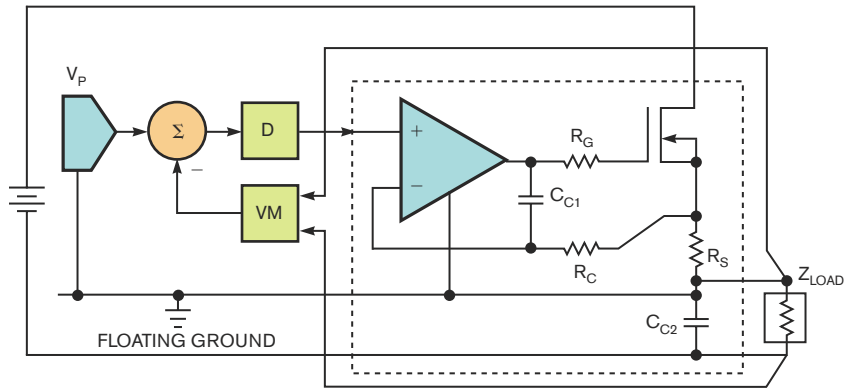 V_P
Σ
−
D
VM
+
−
R_G
C_C1
R_C
R_S
Z_LOAD
C_C2
FLOATING GROUND